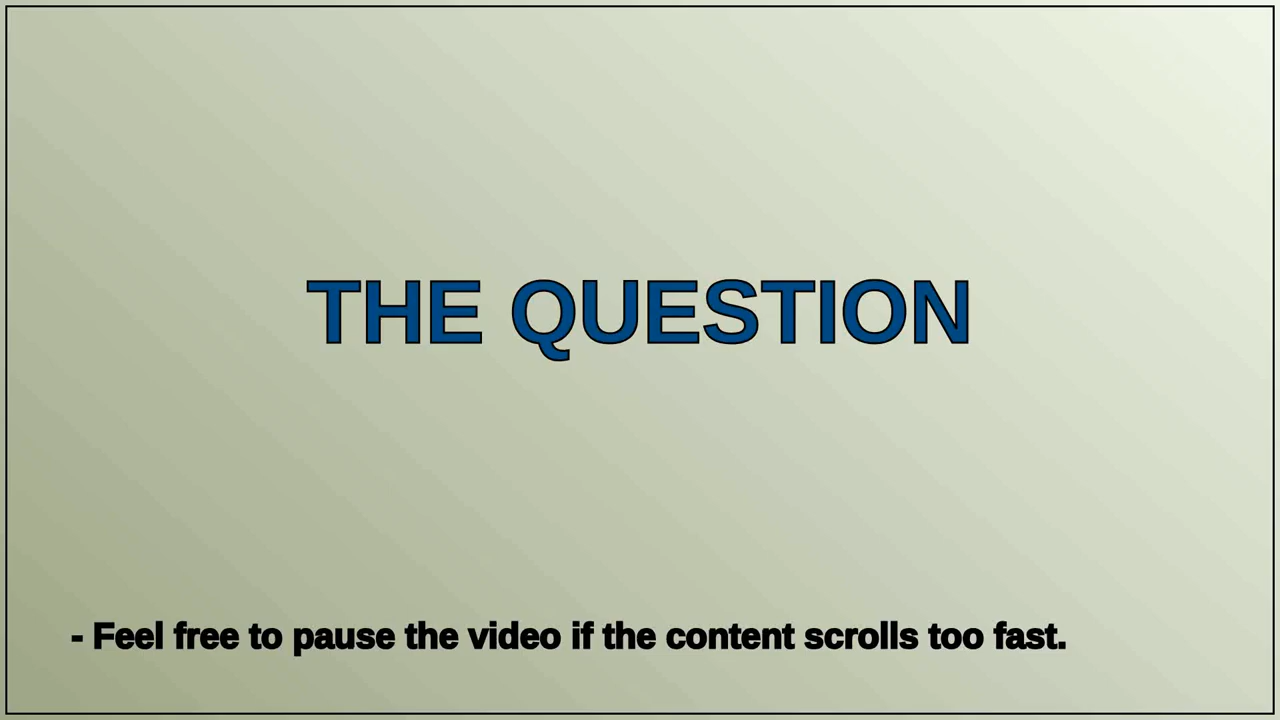 THE QUESTION
- Feel free to pause the video if the content scrolls too fast.